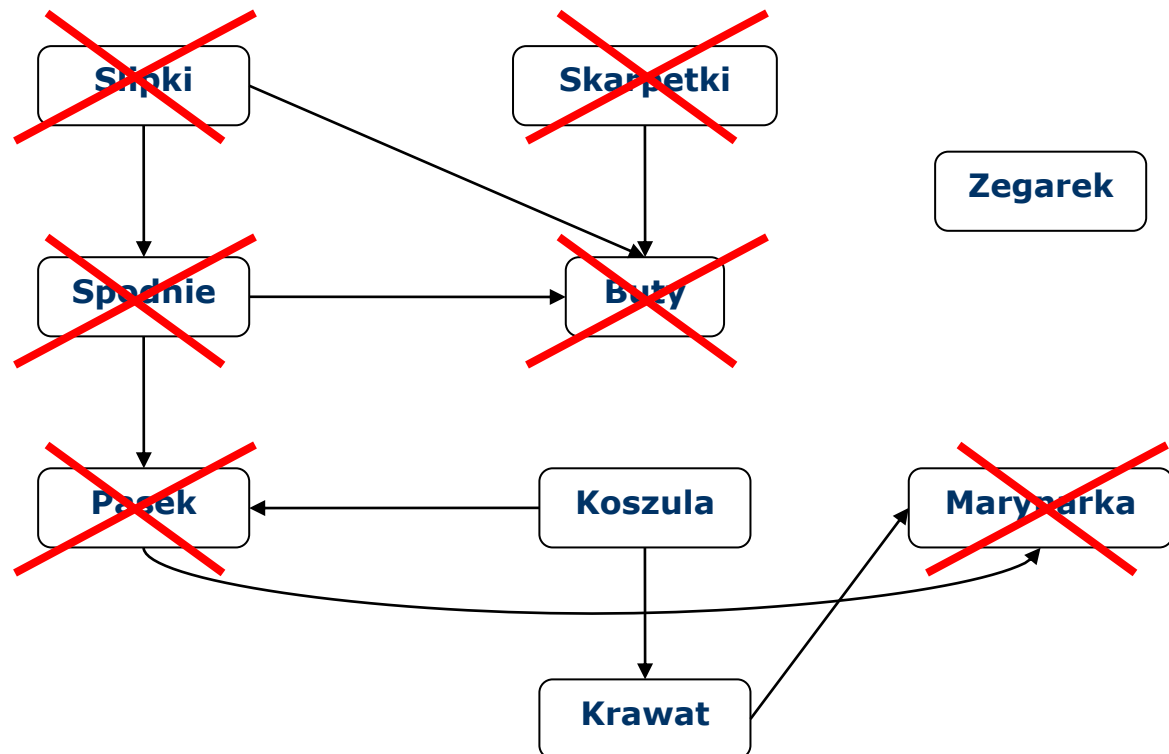 Slipki
Skarpetki
Zegarek
Spodnie
Buty
Pasek
Koszula
Marynarka
Krawat